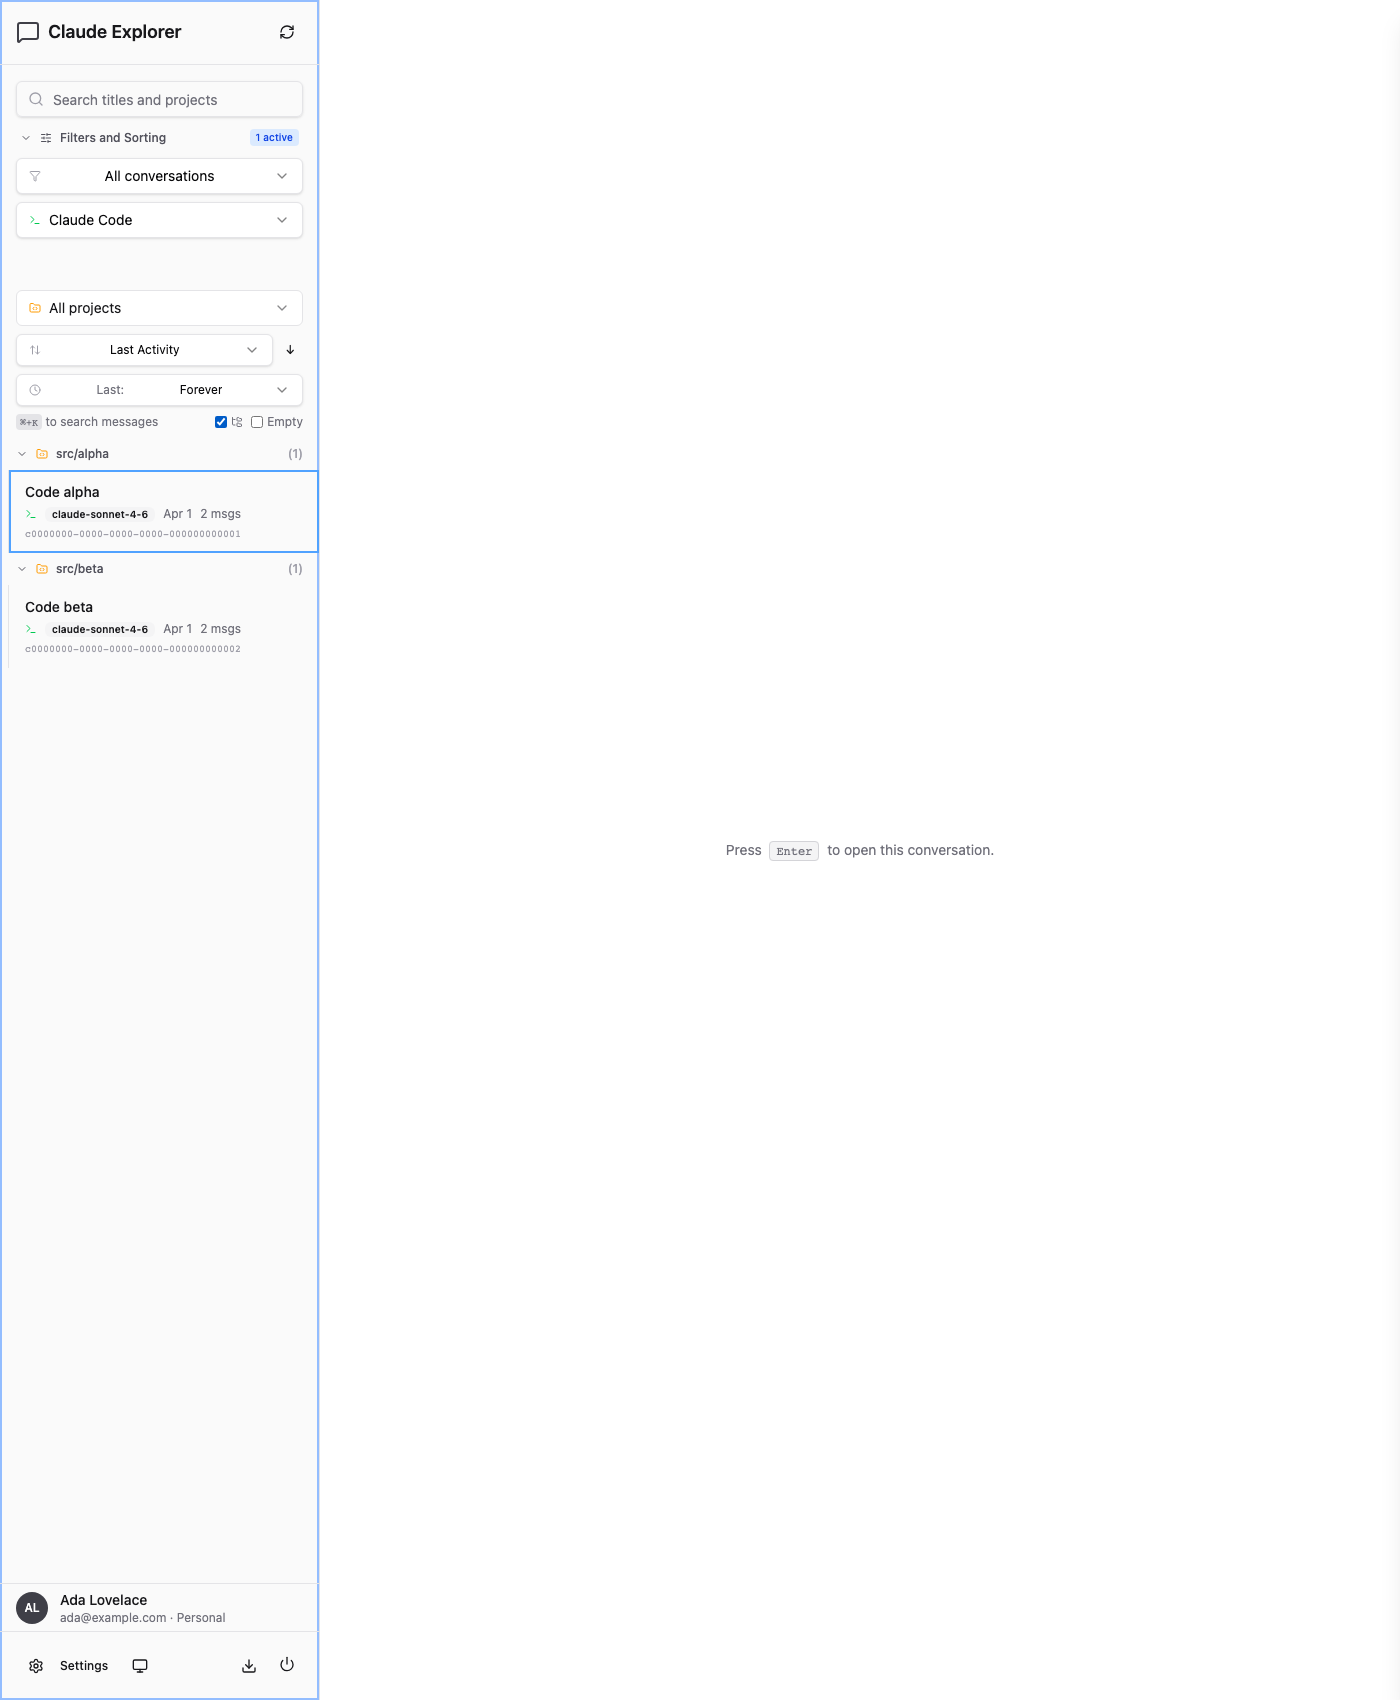 Claude Explorer
Search titles and projects
Filters and Sorting 1 active
All conversations
Claude Code
All projects
Last Activity
Last: Forever
⌘+K to search messages Empty
src/alpha (1)
Code alpha
claude-sonnet-4-6 Apr 1 2 msgs
c0000000-0000-0000-0000-000000000001
src/beta (1)
Code beta
claude-sonnet-4-6 Apr 1 2 msgs
c0000000-0000-0000-0000-000000000002
Press Enter to open this conversation.
AL Ada Lovelace
ada@example.com · Personal
Settings